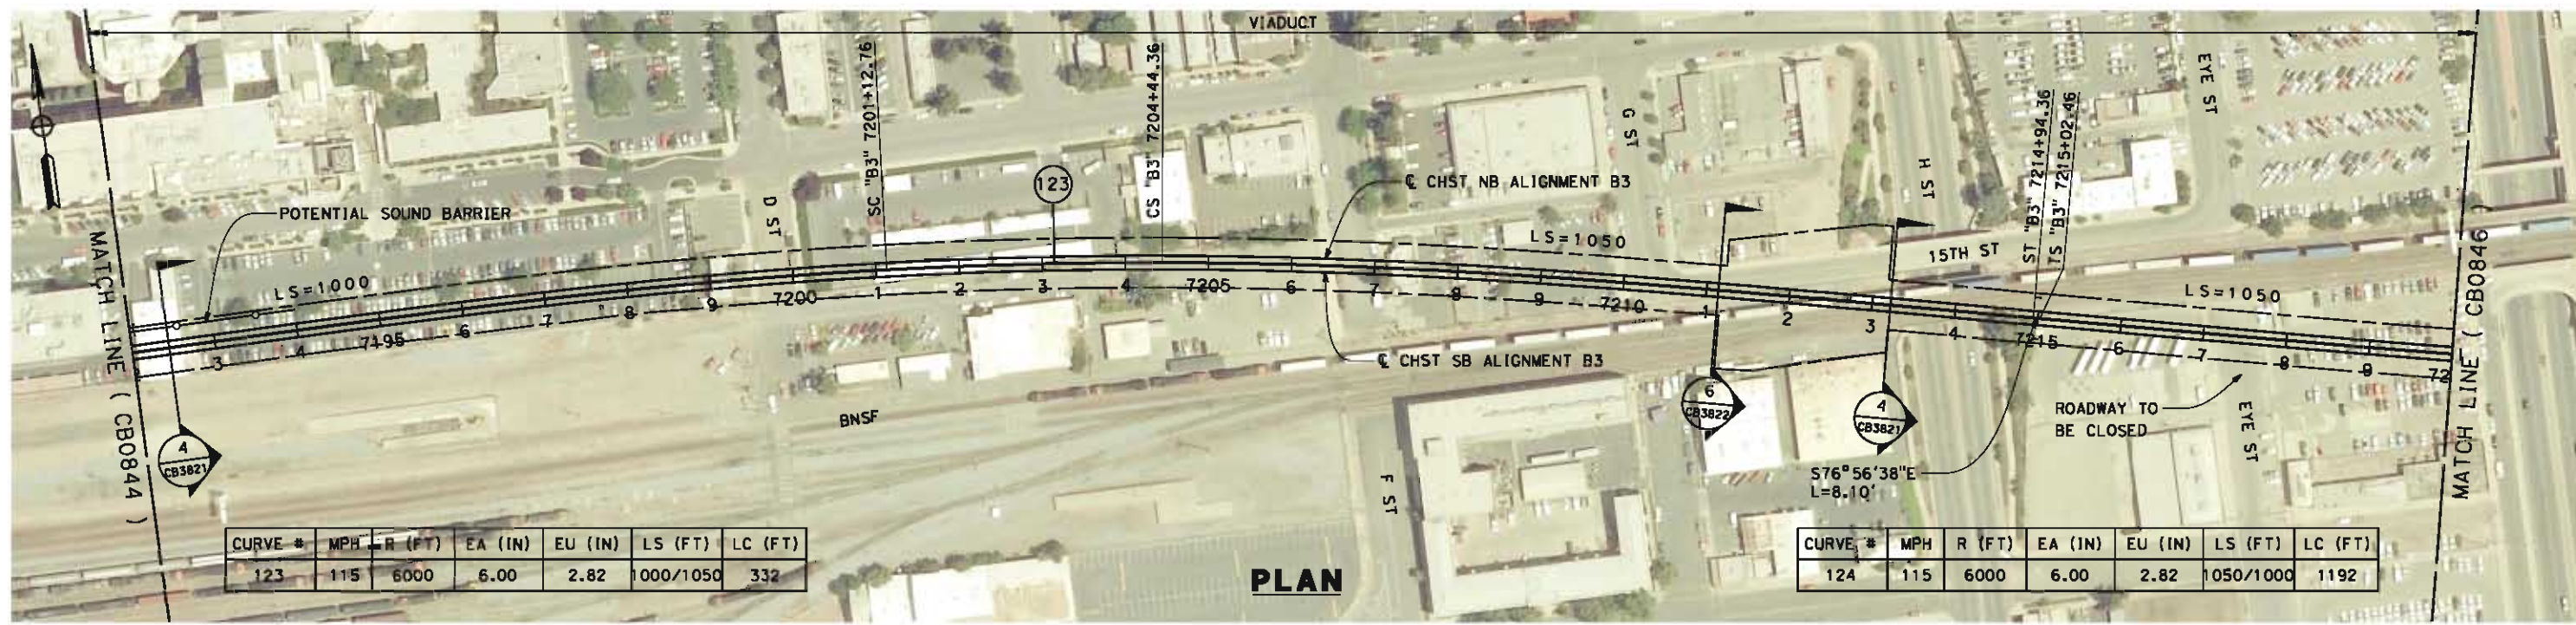 VIADUCT
MATCH LINE ( CB0844 )
POTENTIAL SOUND BARRIER
LS=1000
D ST
SC "B3" 7201+12.76
123
CS "B3" 7204+44.36
℄ CHST NB ALIGNMENT B3
LS=1050
G ST
H ST
15TH ST
ST "B3" 7214+94.36
TS "B3" 7215+02.46
EYE ST
LS=1050
MATCH LINE ( CB0846 )
3 4 7195 6 7 8 9 7200 1 2 3 4 7205 6 7 8 9 7210 1 2 3 4 7215 6 7 8 9 72
℄ CHST SB ALIGNMENT B3
BNSF
4
CB3821
6
CB3822
4
CB3821
F ST
S76°56'38"E
L=8.10'
ROADWAY TO
BE CLOSED
EYE ST
CURVE # MPH R (FT) EA (IN) EU (IN) LS (FT) LC (FT)
123 115 6000 6.00 2.82 1000/1050 332
PLAN
CURVE # MPH R (FT) EA (IN) EU (IN) LS (FT) LC (FT)
124 115 6000 6.00 2.82 1050/1000 1192